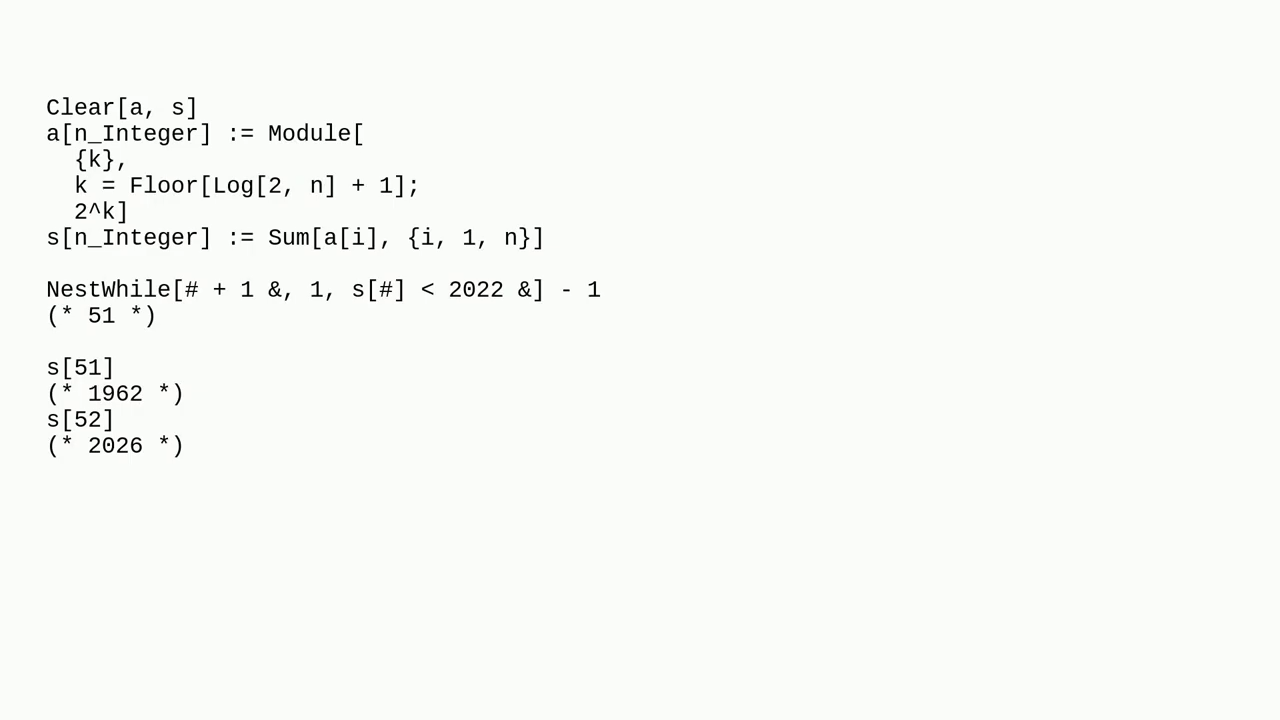 Clear[a, s]
a[n_Integer] := Module[
  {k},
  k = Floor[Log[2, n] + 1];
  2^k]
s[n_Integer] := Sum[a[i], {i, 1, n}]

NestWhile[# + 1 &, 1, s[#] < 2022 &] - 1
(* 51 *)

s[51]
(* 1962 *)
s[52]
(* 2026 *)